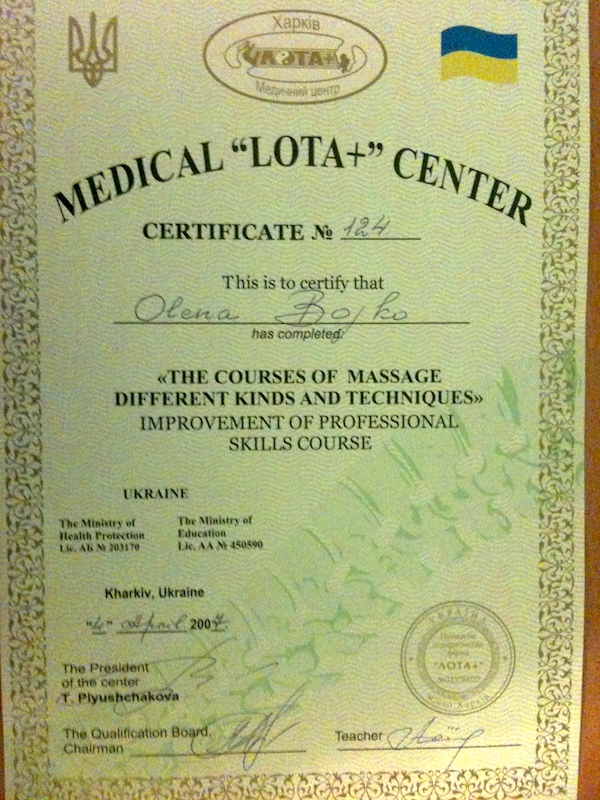 Харків
ЛОТА+
Медичний центр
MEDICAL “LOTA+” CENTER
CERTIFICATE № 124
This is to certify that
Olena Bojko
has completed:
«THE COURSES OF MASSAGE
DIFFERENT KINDS AND TECHNIQUES»
IMPROVEMENT OF PROFESSIONAL
SKILLS COURSE
UKRAINE
The Ministry of
Health Protection
Lic. АБ № 203170
The Ministry of
Education
Lic. АА № 450590
Kharkiv, Ukraine
"4" April 2007.
The President
of the center
T. Plyushchakova
The Qualification Board,
Chairman
Teacher
УКРАЇНА
"ЛОТА+"